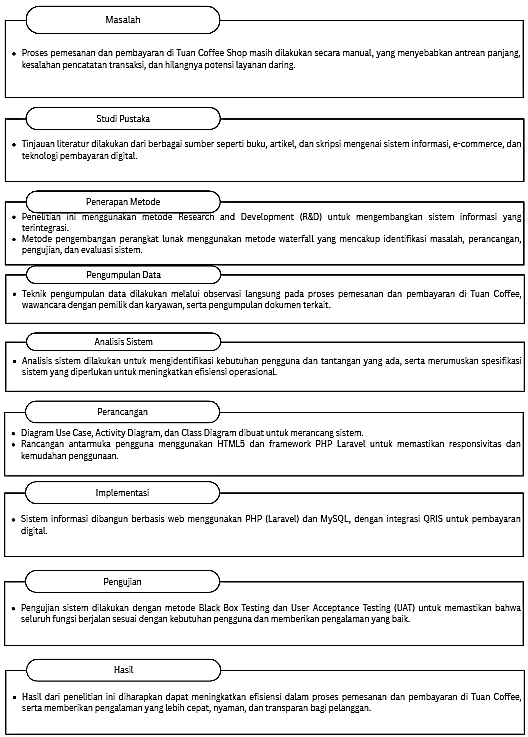 Masalah
• Proses pemesanan dan pembayaran di Tuan Coffee Shop masih dilakukan secara manual, yang menyebabkan antrean panjang,
kesalahan pencatatan transaksi, dan hilangnya potensi layanan daring.
Studi Pustaka
• Tinjauan literatur dilakukan dari berbagai sumber seperti buku, artikel, dan skripsi mengenai sistem informasi, e-commerce, dan
teknologi pembayaran digital.
Penerapan Metode
• Penelitian ini menggunakan metode Research and Development (R&D) untuk mengembangkan sistem informasi yang
terintegrasi.
• Metode pengembangan perangkat lunak menggunakan metode waterfall yang mencakup identifikasi masalah, perancangan,
pengujian, dan evaluasi sistem.
Pengumpulan Data
• Teknik pengumpulan data dilakukan melalui observasi langsung pada proses pemesanan dan pembayaran di Tuan Coffee,
wawancara dengan pemilik dan karyawan, serta pengumpulan dokumen terkait.
Analisis Sistem
• Analisis sistem dilakukan untuk mengidentifikasi kebutuhan pengguna dan tantangan yang ada, serta merumuskan spesifikasi
sistem yang diperlukan untuk meningkatkan efisiensi operasional.
Perancangan
• Diagram Use Case, Activity Diagram, dan Class Diagram dibuat untuk merancang sistem.
• Rancangan antarmuka pengguna menggunakan HTML5 dan framework PHP Laravel untuk memastikan responsivitas dan
kemudahan penggunaan.
Implementasi
• Sistem informasi dibangun berbasis web menggunakan PHP (Laravel) dan MySQL, dengan integrasi QRIS untuk pembayaran
digital.
Pengujian
• Pengujian sistem dilakukan dengan metode Black Box Testing dan User Acceptance Testing (UAT) untuk memastikan bahwa
seluruh fungsi berjalan sesuai dengan kebutuhan pengguna dan memberikan pengalaman yang baik.
Hasil
• Hasil dari penelitian ini diharapkan dapat meningkatkan efisiensi dalam proses pemesanan dan pembayaran di Tuan Coffee,
serta memberikan pengalaman yang lebih cepat, nyaman, dan transparan bagi pelanggan.